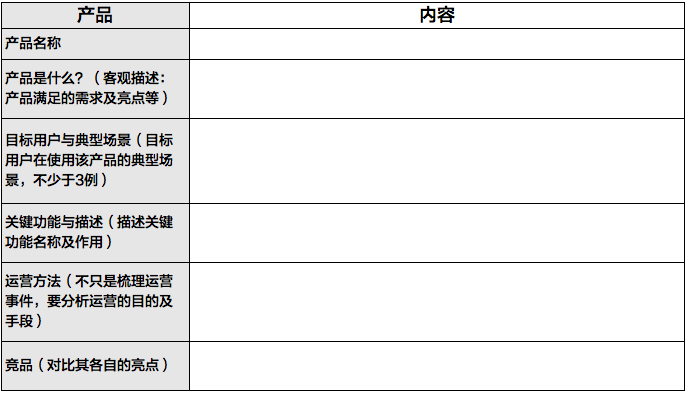 产品
内容
产品名称
产品是什么？（客观描述：
产品满足的需求及亮点等）
目标用户与典型场景（目标
用户在使用该产品的典型场
景，不少于3例）
关键功能与描述（描述关键
功能名称及作用）
运营方法（不只是梳理运营
事件，要分析运营的目的及
手段）
竞品（对比其各自的亮点）